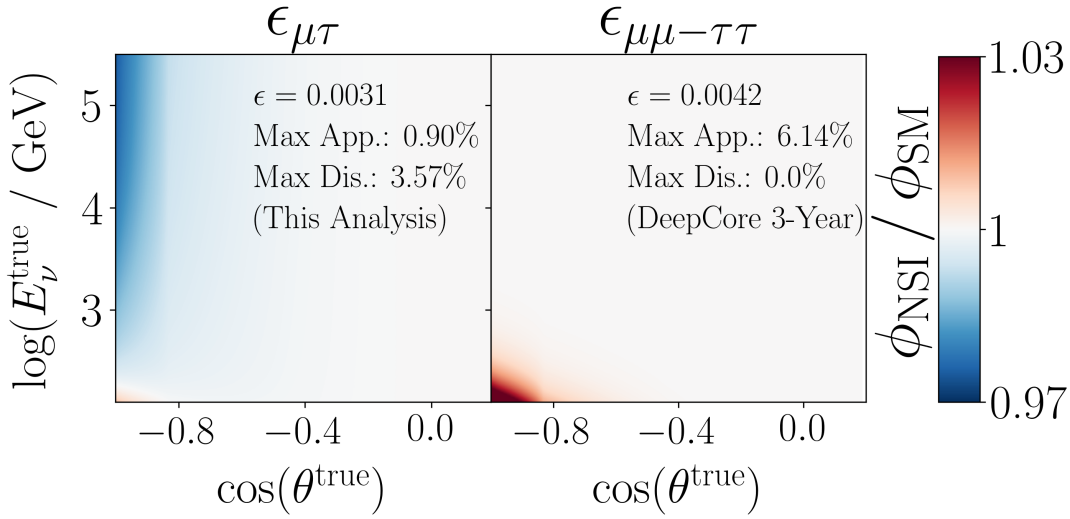 ϵ_μτ
ϵ_μμ−ττ
log(E_ν^true / GeV)
5
4
3
ϵ = 0.0031
Max App.: 0.90%
Max Dis.: 3.57%
(This Analysis)
ϵ = 0.0042
Max App.: 6.14%
Max Dis.: 0.0%
(DeepCore 3-Year)
−0.8
−0.4
0.0
−0.8
−0.4
0.0
cos(θ^true)
cos(θ^true)
ϕ_NSI / ϕ_SM
1.03
1
0.97